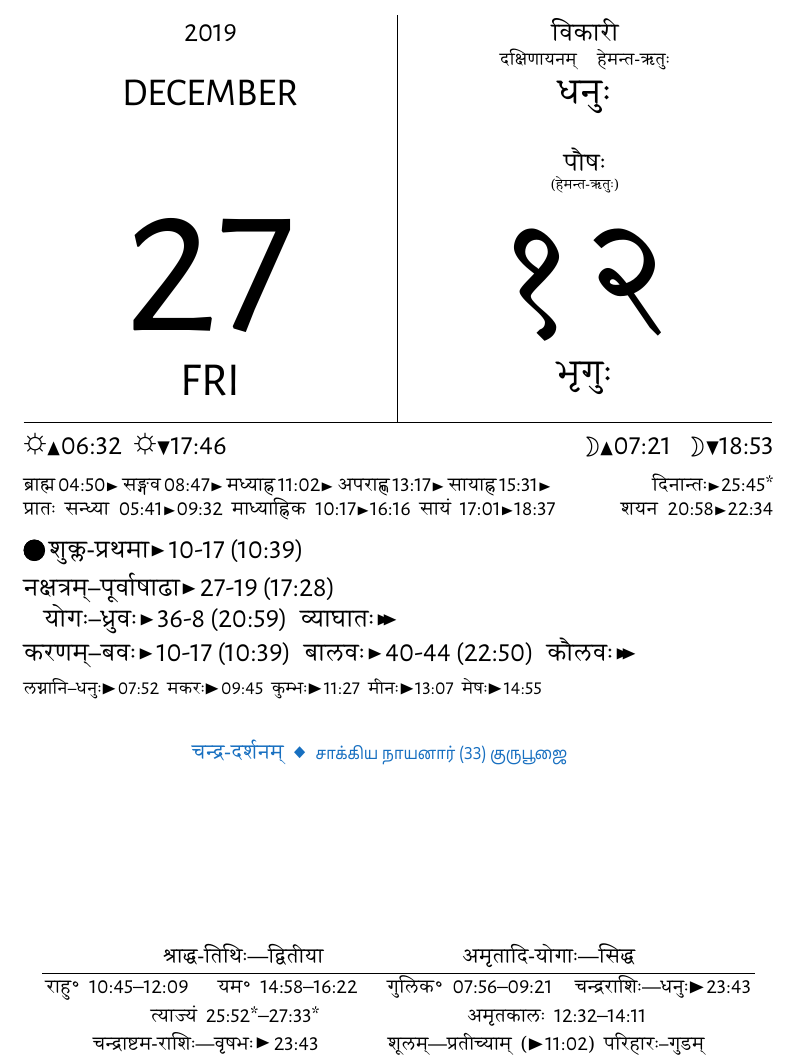 2019
DECEMBER
27
FRI
विकारी
दक्षिणायनम् हेमन्त-ऋतुः
धनुः
पौषः
(हेमन्त-ऋतुः)
१२
भृगुः
☼▲06:32 ☼▼17:46 ☽▲07:21 ☽▼18:53
ब्राह्म 04:50► सङ्गव 08:47► मध्याह्न 11:02► अपराह्ण 13:17► सायाह्न 15:31► दिनान्तः►25:45*
प्रातः सन्ध्या 05:41►09:32 माध्याह्निक 10:17►16:16 सायं 17:01►18:37 शयन 20:58►22:34
शुक्ल-प्रथमा►10-17 (10:39)
नक्षत्रम्–पूर्वाषाढा►27-19 (17:28)
योगः–ध्रुवः►36-8 (20:59) व्याघातः►►
करणम्–बवः►10-17 (10:39) बालवः►40-44 (22:50) कौलवः►►
लग्नानि–धनुः►07:52 मकरः►09:45 कुम्भः►11:27 मीनः►13:07 मेषः►14:55
चन्द्र-दर्शनम् ◆ சாக்கிய நாயனார் (33) குருபூஜை
श्राद्ध-तिथिः—द्वितीया अमृतादि-योगाः—सिद्ध
राहु° 10:45–12:09 यम° 14:58–16:22 गुलिक° 07:56–09:21 चन्द्रराशिः—धनुः►23:43
त्याज्यं 25:52*–27:33* अमृतकालः 12:32–14:11
चन्द्राष्टम-राशिः—वृषभः►23:43 शूलम्—प्रतीच्याम् (►11:02) परिहारः–गुडम्